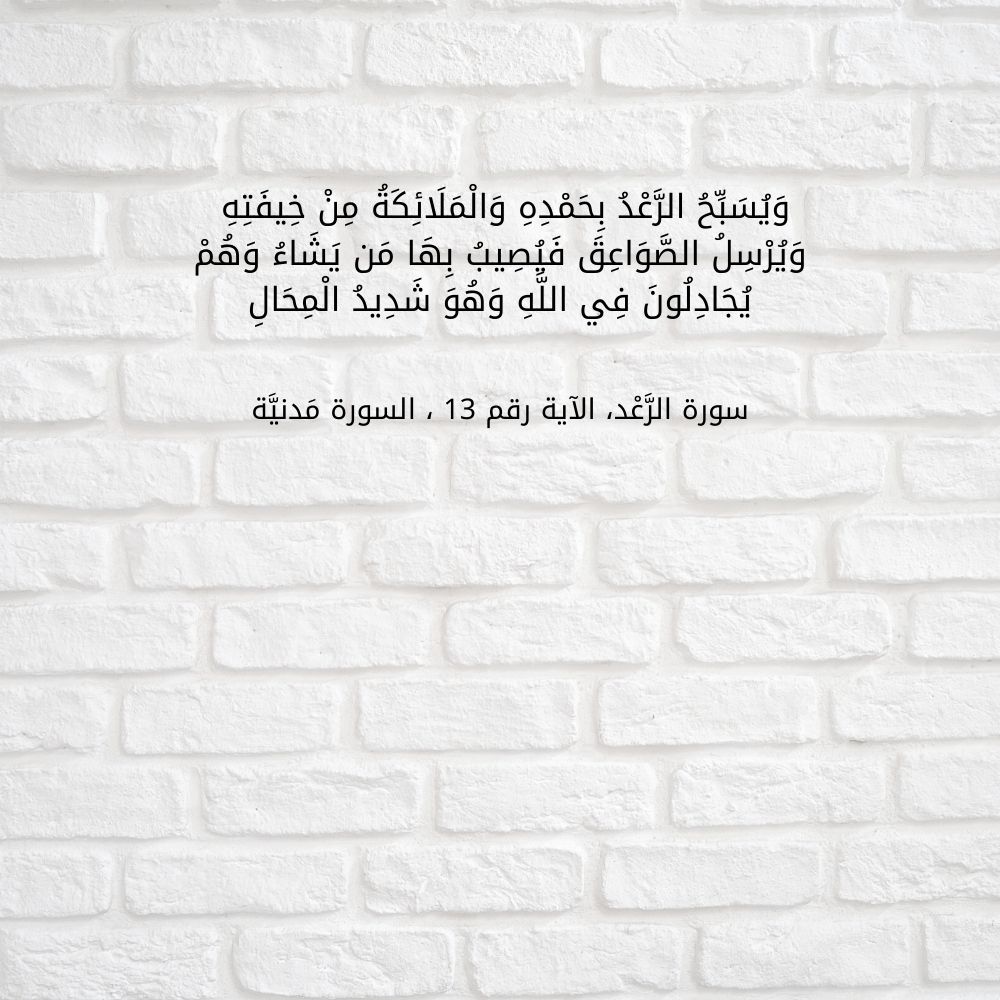 وَيُسَبِّحُ الرَّعْدُ بِحَمْدِهِ وَالْمَلَائِكَةُ مِنْ خِيفَتِهِ
وَيُرْسِلُ الصَّوَاعِقَ فَيُصِيبُ بِهَا مَن يَشَاءُ وَهُمْ
يُجَادِلُونَ فِي اللَّهِ وَهُوَ شَدِيدُ الْمِحَالِ
سورة الرَّعْد، الآية رقم 13 ، السورة مَدنيَّة